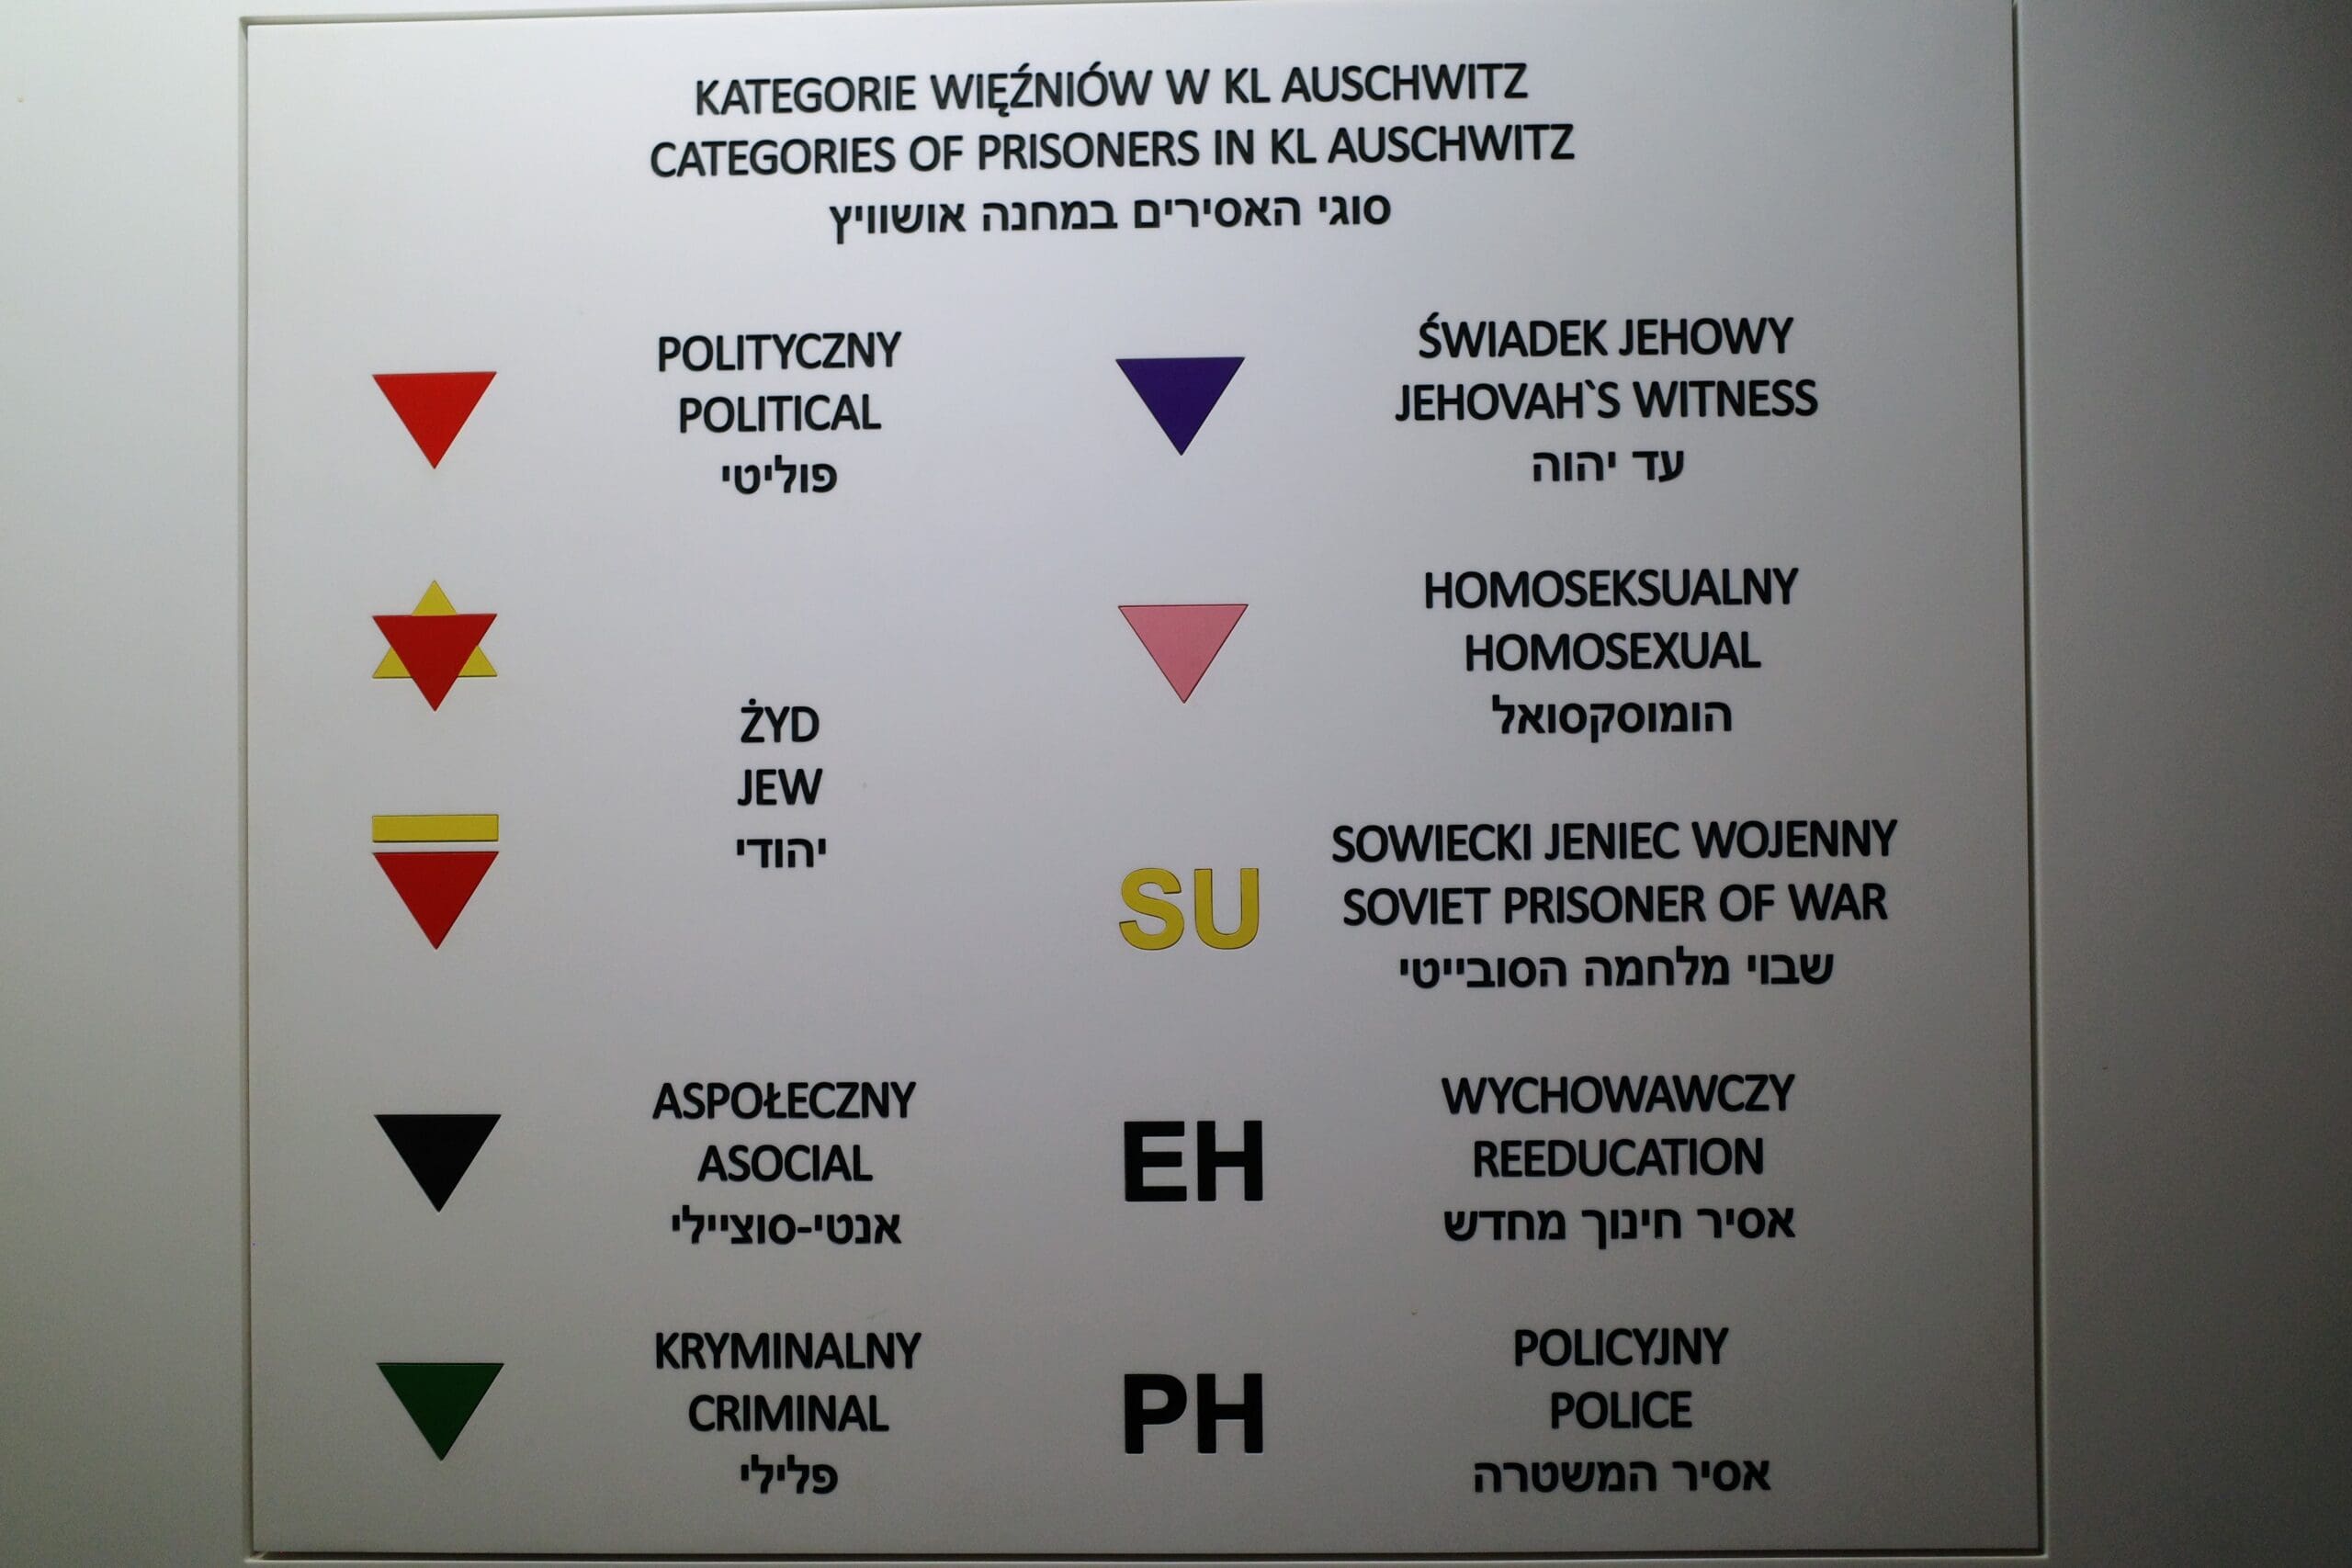 KATEGORIE WIĘŹNIÓW W KL AUSCHWITZ
CATEGORIES OF PRISONERS IN KL AUSCHWITZ
סוגי האסירים במחנה אושוויץ
POLITYCZNY
POLITICAL
פוליטי
ŻYD
JEW
יהודי
ASPOŁECZNY
ASOCIAL
אנטי-סוציילי
KRYMINALNY
CRIMINAL
פלילי
ŚWIADEK JEHOWY
JEHOVAH`S WITNESS
עד יהוה
HOMOSEKSUALNY
HOMOSEXUAL
הומוסקסואל
SU
SOWIECKI JENIEC WOJENNY
SOVIET PRISONER OF WAR
שבוי מלחמה הסובייטי
EH
WYCHOWAWCZY
REEDUCATION
אסיר חינוך מחדש
PH
POLICYJNY
POLICE
אסיר המשטרה